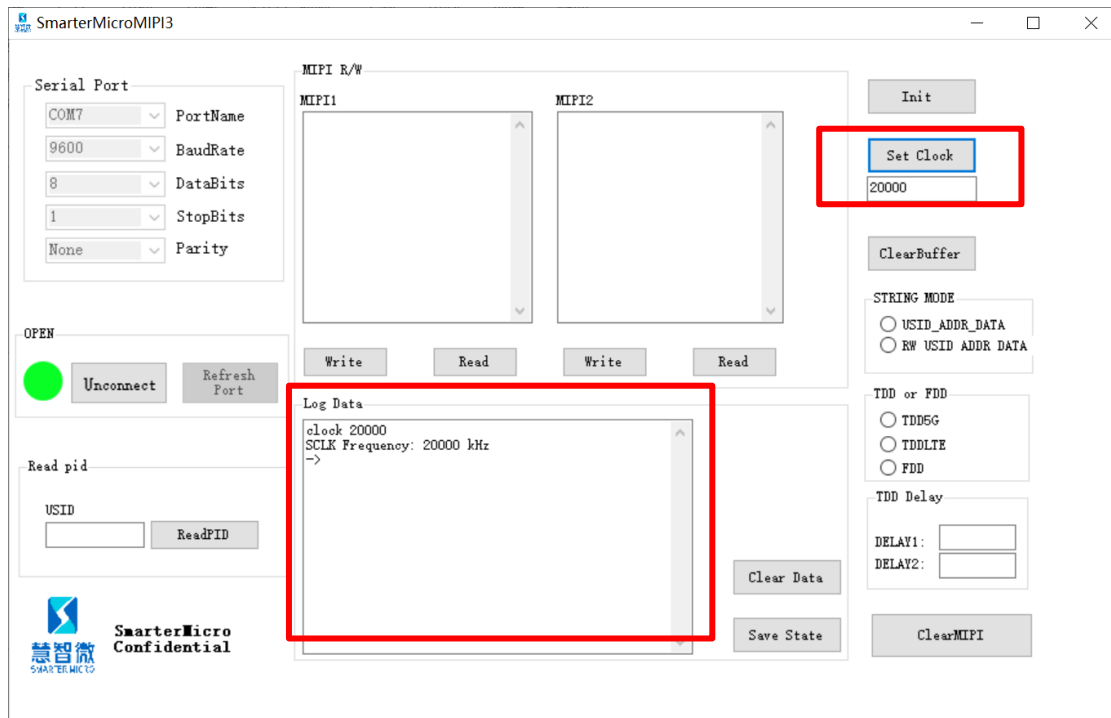 慧智微
SmarterMicroMIPI3
Serial Port
COM7
PortName
9600
BaudRate
8
DataBits
1
StopBits
None
Parity
OPEN
Unconnect
Refresh
Port
Read pid
USID
ReadPID
慧智微
SMARTER MICRO
SmarterMicro
Confidential
MIPI R/W
MIPI1
MIPI2
Write
Read
Write
Read
Log Data
clock 20000
SCLK Frequency: 20000 kHz
->
Clear Data
Save State
Init
Set Clock
20000
ClearBuffer
STRING MODE
USID_ADDR_DATA
RW USID ADDR DATA
TDD or FDD
TDD5G
TDDLTE
FDD
TDD Delay
DELAY1:
DELAY2:
ClearMIPI